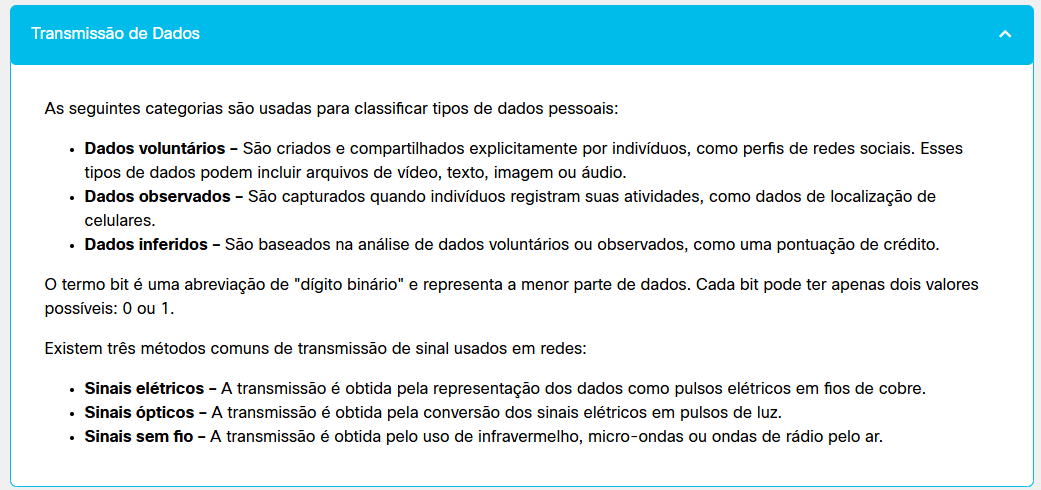 Transmissão de Dados
As seguintes categorias são usadas para classificar tipos de dados pessoais:
• Dados voluntários – São criados e compartilhados explicitamente por indivíduos, como perfis de redes sociais. Esses
tipos de dados podem incluir arquivos de vídeo, texto, imagem ou áudio.
• Dados observados – São capturados quando indivíduos registram suas atividades, como dados de localização de
celulares.
• Dados inferidos – São baseados na análise de dados voluntários ou observados, como uma pontuação de crédito.
O termo bit é uma abreviação de "dígito binário" e representa a menor parte de dados. Cada bit pode ter apenas dois valores
possíveis: 0 ou 1.
Existem três métodos comuns de transmissão de sinal usados em redes:
• Sinais elétricos – A transmissão é obtida pela representação dos dados como pulsos elétricos em fios de cobre.
• Sinais ópticos – A transmissão é obtida pela conversão dos sinais elétricos em pulsos de luz.
• Sinais sem fio – A transmissão é obtida pelo uso de infravermelho, micro-ondas ou ondas de rádio pelo ar.